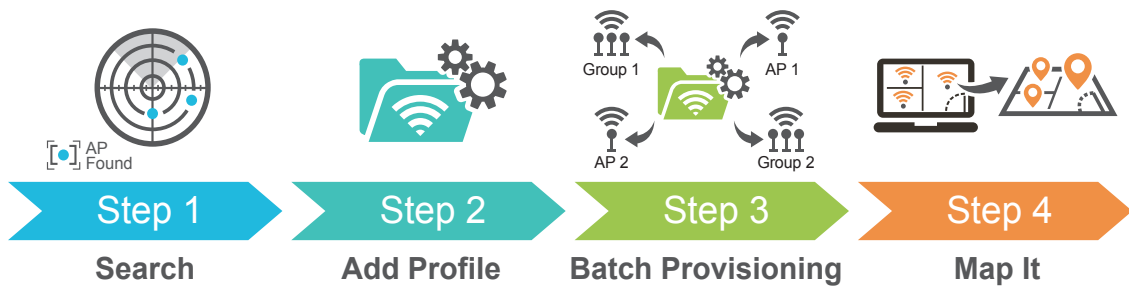 AP
Found
Group 1
AP 1
AP 2
Group 2
Step 1
Step 2
Step 3
Step 4
Search
Add Profile
Batch Provisioning
Map It